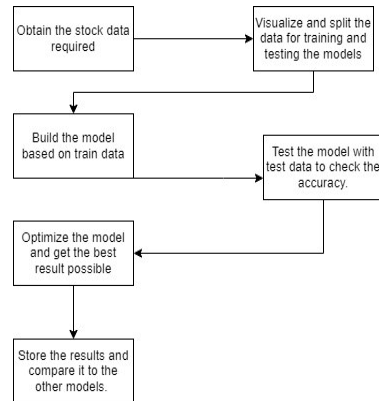 Obtain the stock data
required
Visualize and split the
data for training and
testing the models
Build the model
based on train data
Test the model with
test data to check the
accuracy.
Optimize the model
and get the best
result possible
Store the results and
compare it to the
other models.